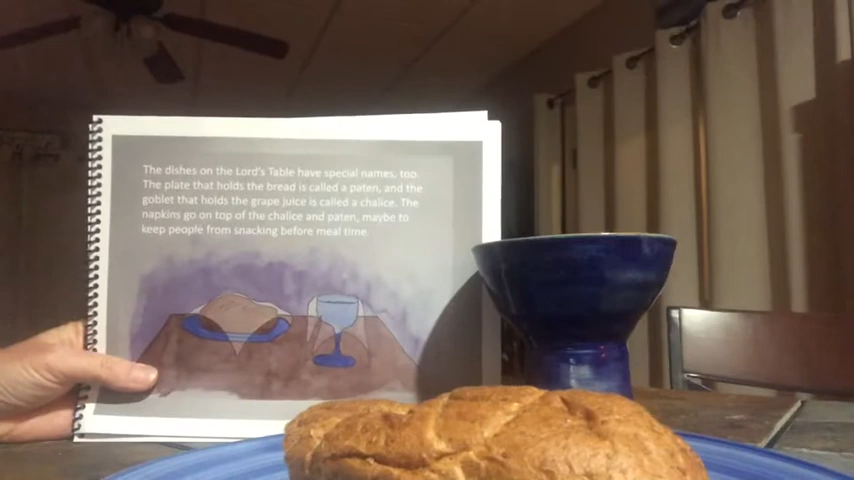 The dishes on the Lord's Table have special names, too.
The plate that holds the bread is called a paten, and the
goblet that holds the grape juice is called a chalice. The
napkins go on top of the chalice and paten, maybe to
keep people from snacking before meal time.